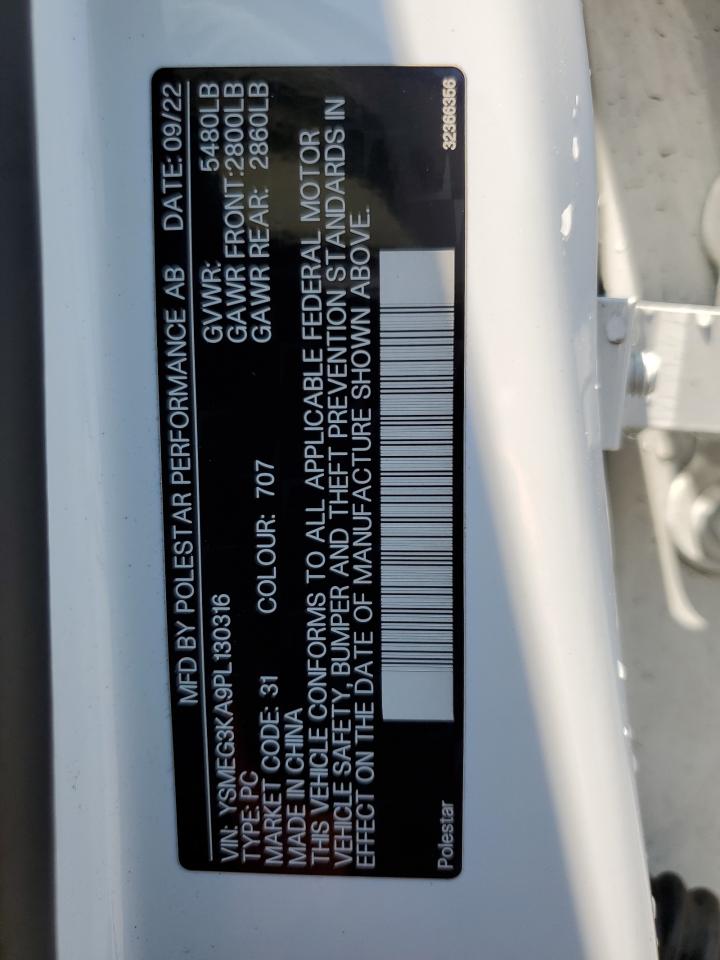 MFD BY POLESTAR PERFORMANCE AB DATE: 09/22
VIN: YSMEG3KA9PL130316 GVWR: 5480LB
TYPE: PC GAWR FRONT: 2800LB
MARKET CODE: 31 COLOUR: 707 GAWR REAR: 2860LB
MADE IN CHINA
THIS VEHICLE CONFORMS TO ALL APPLICABLE FEDERAL MOTOR
VEHICLE SAFETY, BUMPER AND THEFT PREVENTION STANDARDS IN
EFFECT ON THE DATE OF MANUFACTURE SHOWN ABOVE.
Polestar 32366356